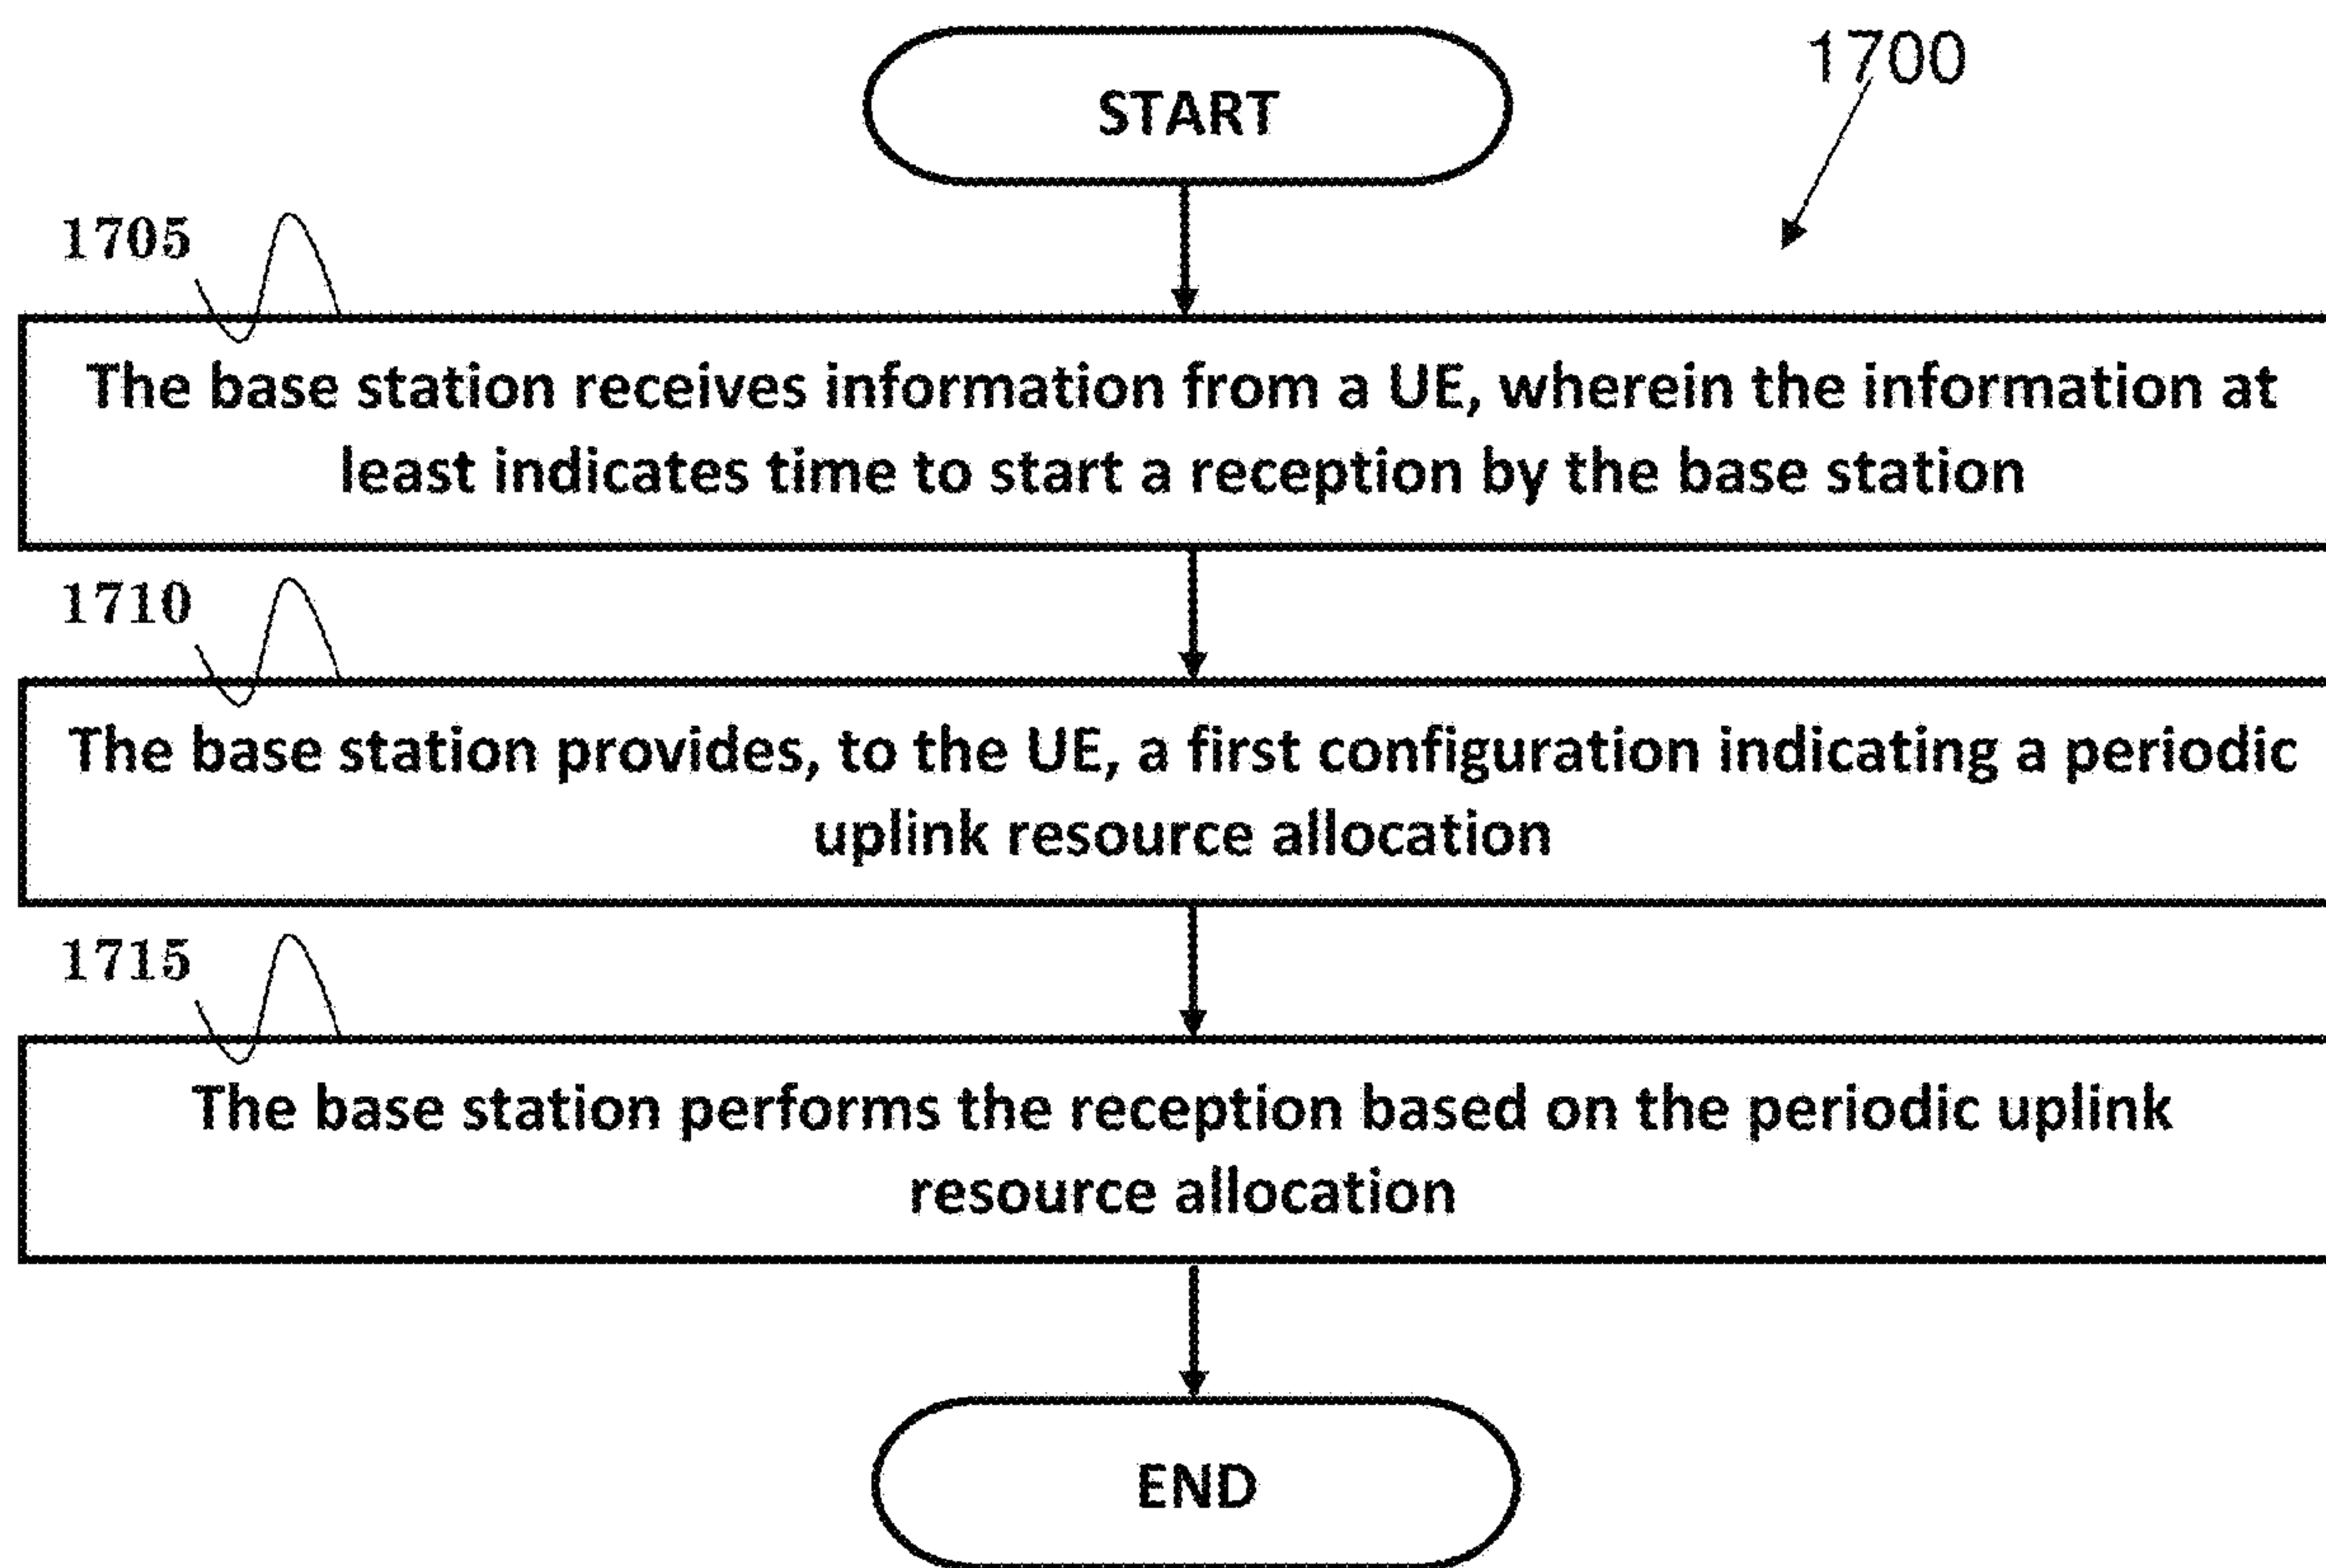 START
1700
1705
The base station receives information from a UE, wherein the information at
least indicates time to start a reception by the base station
1710
The base station provides, to the UE, a first configuration indicating a periodic
uplink resource allocation
1715
The base station performs the reception based on the periodic uplink
resource allocation
END